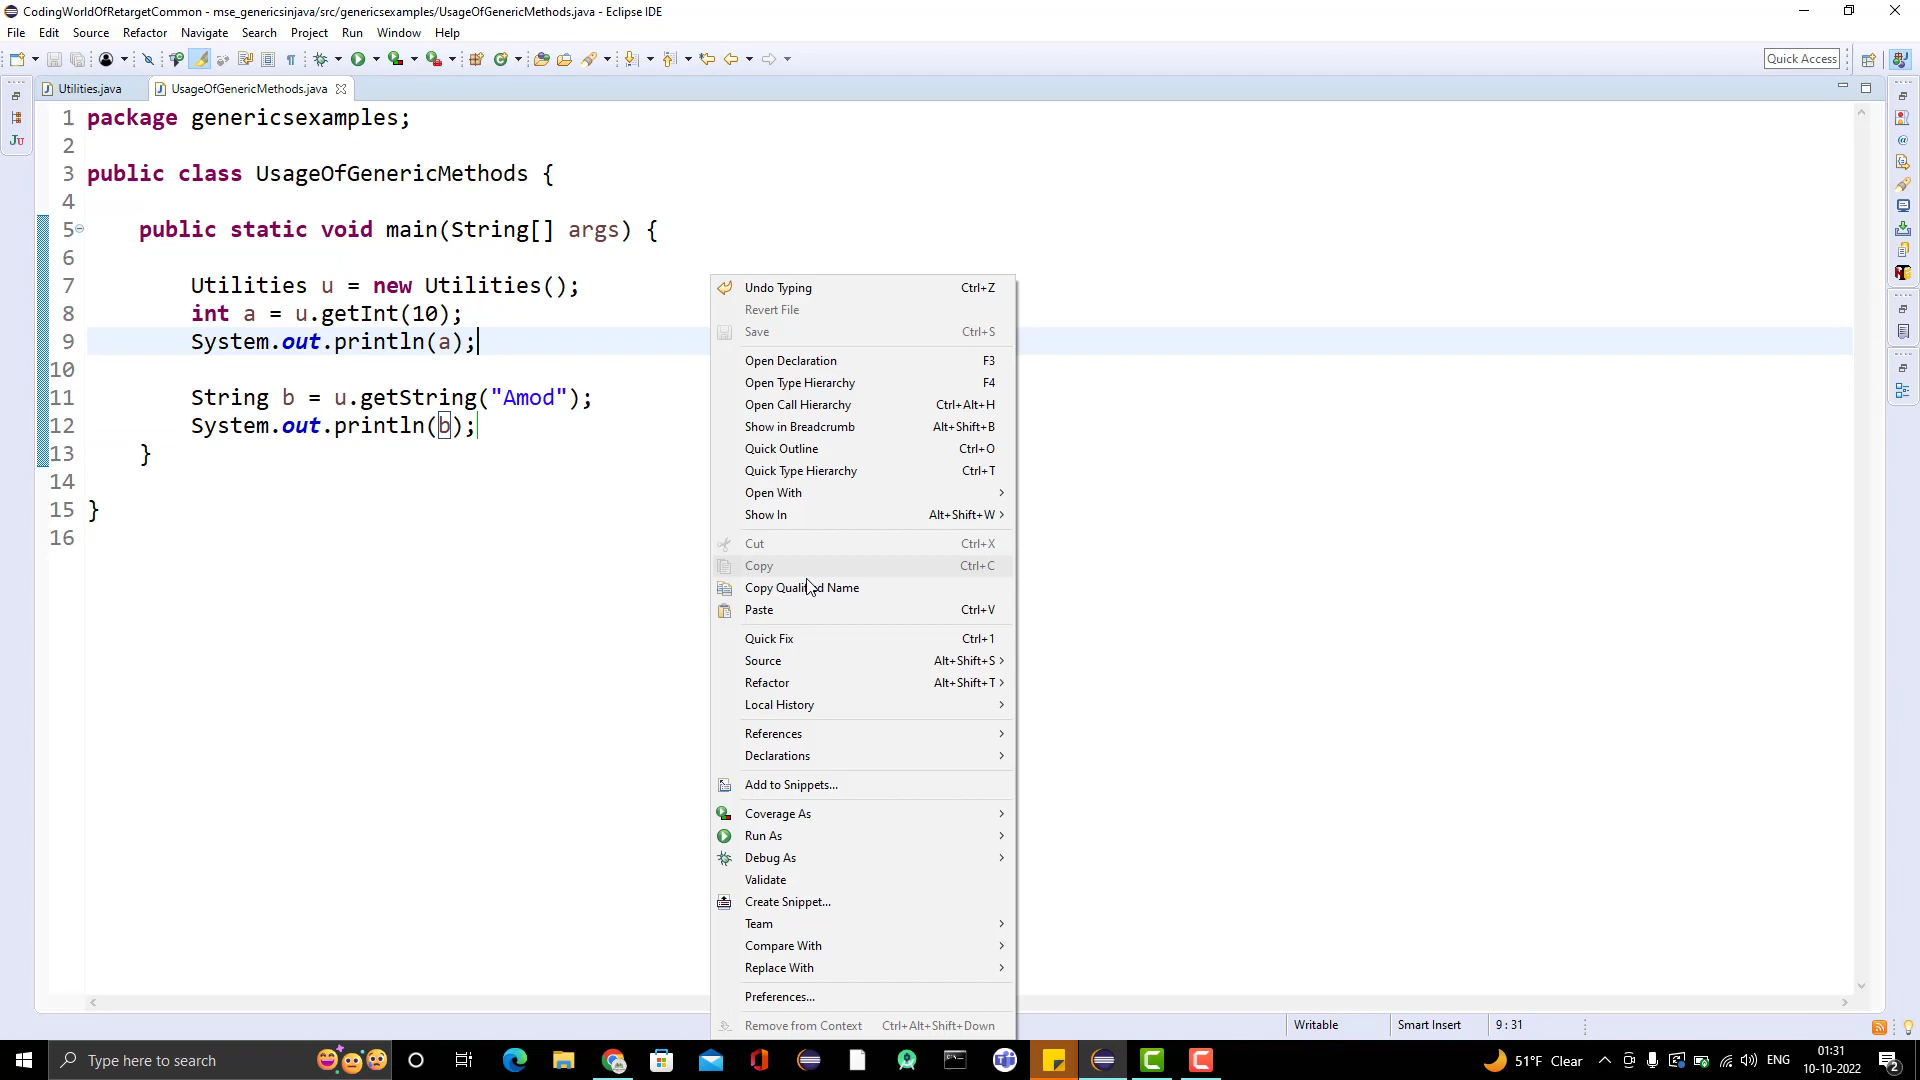 CodingWorldOfRetargetCommon - mse_genericsinjava/src/genericsexamples/UsageOfGenericMethods.java - Eclipse IDE
File Edit Source Refactor Navigate Search Project Run Window Help
Quick Access
Utilities.java UsageOfGenericMethods.java
1 package genericsexamples;
2
3 public class UsageOfGenericMethods {
4
5 public static void main(String[] args) {
6
7 Utilities u = new Utilities();
8 int a = u.getInt(10);
9 System.out.println(a);
10
11 String b = u.getString("Amod");
12 System.out.println(b);
13 }
14
15 }
16
Undo Typing Ctrl+Z
Revert File
Save Ctrl+S
Open Declaration F3
Open Type Hierarchy F4
Open Call Hierarchy Ctrl+Alt+H
Show in Breadcrumb Alt+Shift+B
Quick Outline Ctrl+O
Quick Type Hierarchy Ctrl+T
Open With
Show In Alt+Shift+W
Cut Ctrl+X
Copy Ctrl+C
Copy Qualified Name
Paste Ctrl+V
Quick Fix Ctrl+1
Source Alt+Shift+S
Refactor Alt+Shift+T
Local History
References
Declarations
Add to Snippets...
Coverage As
Run As
Debug As
Validate
Create Snippet...
Team
Compare With
Replace With
Preferences...
Remove from Context Ctrl+Alt+Shift+Down
Writable Smart Insert 9 : 31
Type here to search
51°F Clear
ENG
01:31
10-10-2022
2